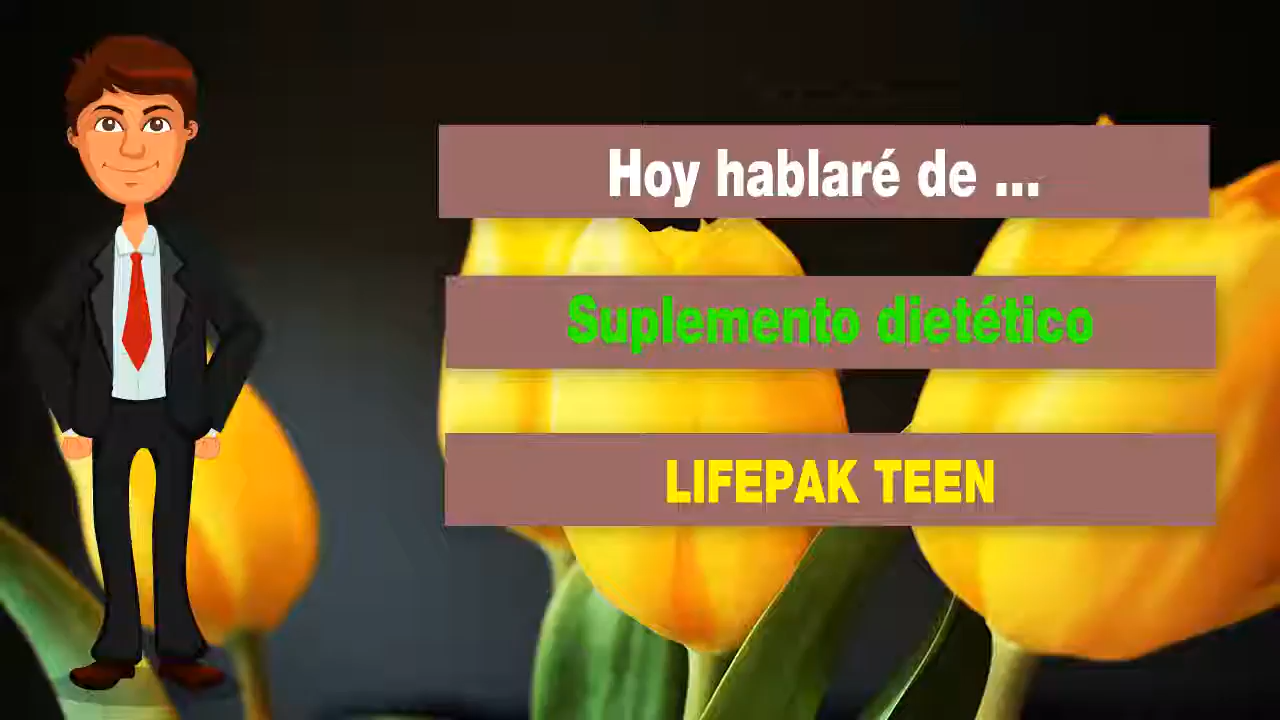 Hoy hablaré de ...
Suplemento dietético
LIFEPAK TEEN